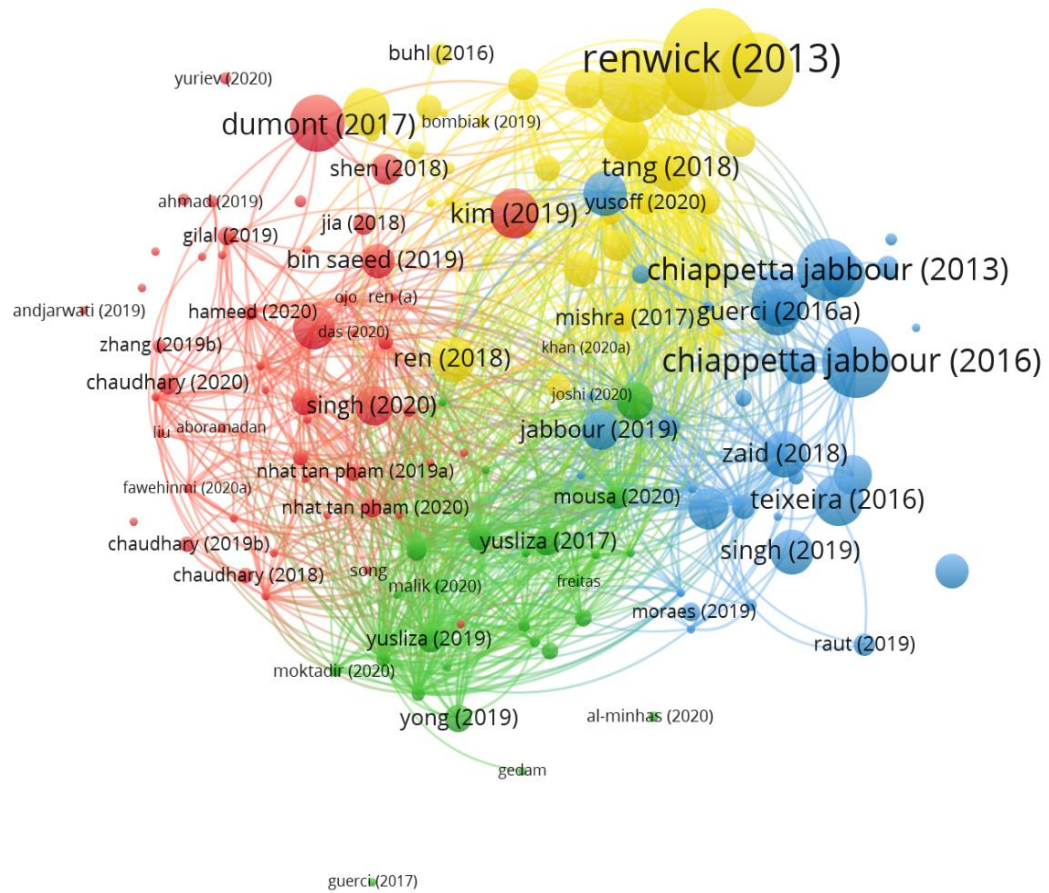 renwick (2013)
buhl (2016)
yuriev (2020)
dumont (2017)
bombiak (2019)
shen (2018)
tang (2018)
ahmad (2019)
yusoff (2020)
kim (2019)
jia (2018)
gilal (2019)
bin saeed (2019)
chiappetta jabbour (2013)
ojo
ren (a)
andjarwati (2019)
hameed (2020)
mishra (2017)
guerci (2016a)
das (2020)
zhang (2019b)
khan (2020a)
ren (2018)
chiappetta jabbour (2016)
chaudhary (2020)
joshi (2020)
singh (2020)
liu
aboramadan
jabbour (2019)
zaid (2018)
nhat tan pham (2019a)
fawehinmi (2020a)
mousa (2020)
teixeira (2016)
nhat tan pham (2020)
chaudhary (2019b)
yusliza (2017)
singh (2019)
song
chaudhary (2018)
malik (2020)
freitas
moraes (2019)
yusliza (2019)
raut (2019)
moktadir (2020)
yong (2019)
al-minhas (2020)
gedam
guerci (2017)